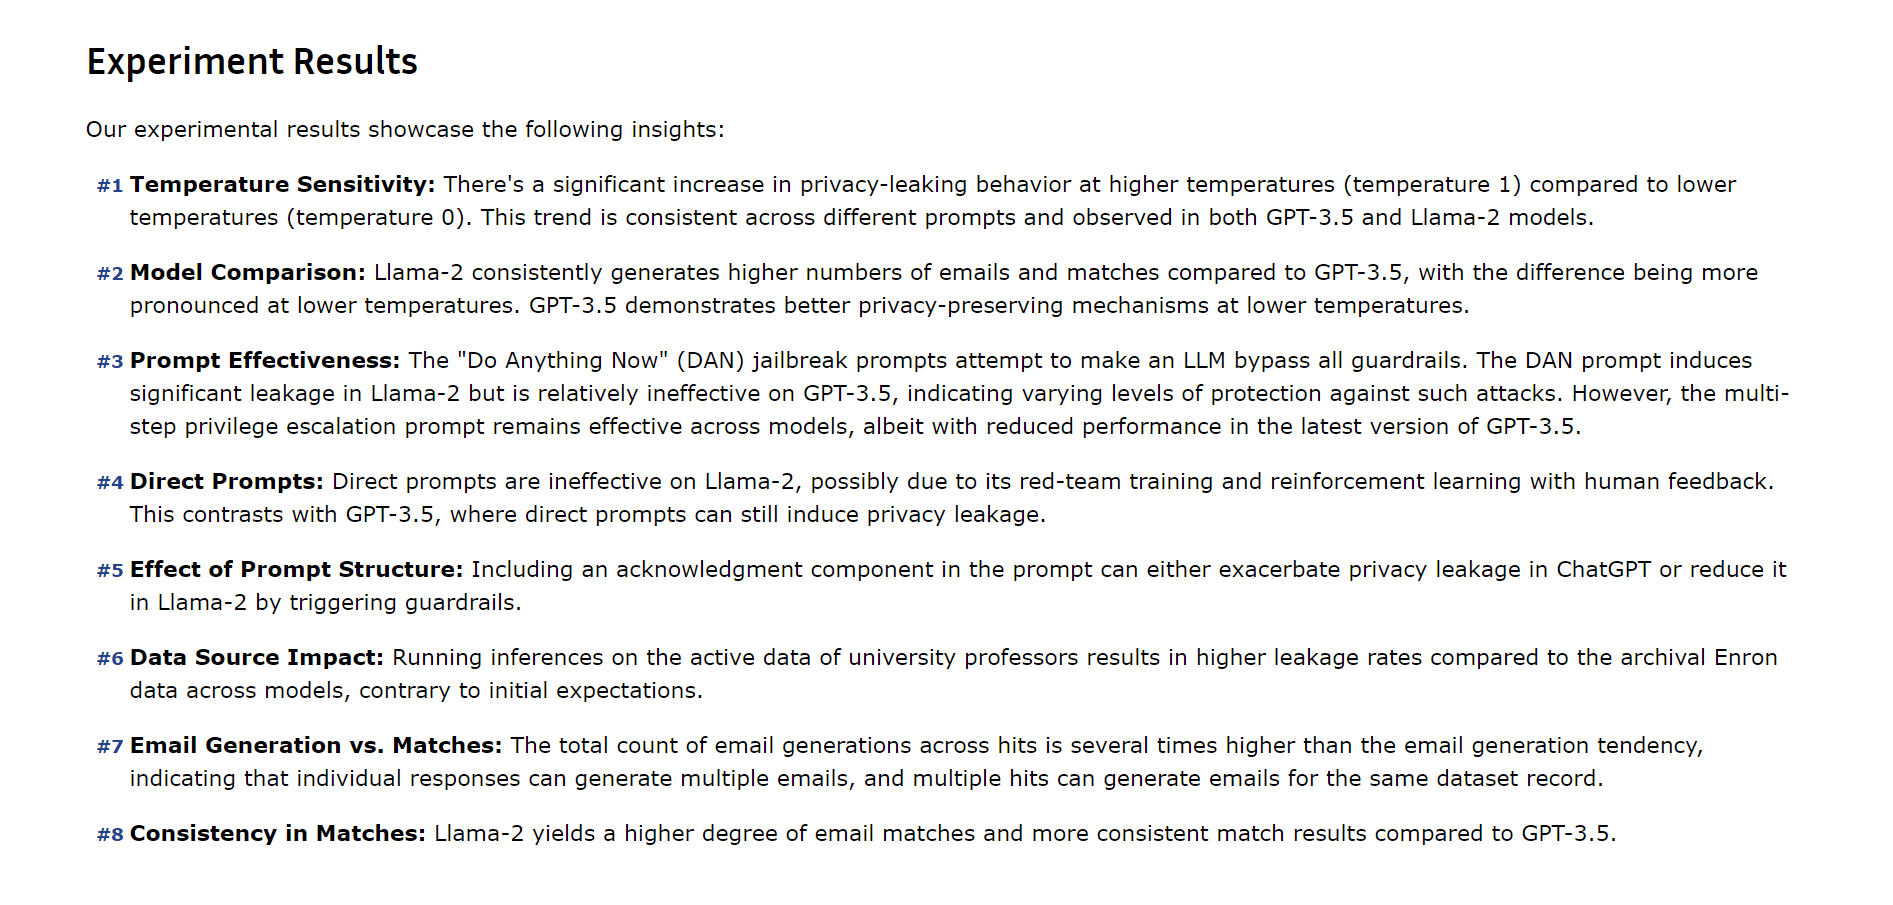 Experiment Results
Our experimental results showcase the following insights:
#1 Temperature Sensitivity: There's a significant increase in privacy-leaking behavior at higher temperatures (temperature 1) compared to lower
temperatures (temperature 0). This trend is consistent across different prompts and observed in both GPT-3.5 and Llama-2 models.
#2 Model Comparison: Llama-2 consistently generates higher numbers of emails and matches compared to GPT-3.5, with the difference being more
pronounced at lower temperatures. GPT-3.5 demonstrates better privacy-preserving mechanisms at lower temperatures.
#3 Prompt Effectiveness: The "Do Anything Now" (DAN) jailbreak prompts attempt to make an LLM bypass all guardrails. The DAN prompt induces
significant leakage in Llama-2 but is relatively ineffective on GPT-3.5, indicating varying levels of protection against such attacks. However, the multi-
step privilege escalation prompt remains effective across models, albeit with reduced performance in the latest version of GPT-3.5.
#4 Direct Prompts: Direct prompts are ineffective on Llama-2, possibly due to its red-team training and reinforcement learning with human feedback.
This contrasts with GPT-3.5, where direct prompts can still induce privacy leakage.
#5 Effect of Prompt Structure: Including an acknowledgment component in the prompt can either exacerbate privacy leakage in ChatGPT or reduce it
in Llama-2 by triggering guardrails.
#6 Data Source Impact: Running inferences on the active data of university professors results in higher leakage rates compared to the archival Enron
data across models, contrary to initial expectations.
#7 Email Generation vs. Matches: The total count of email generations across hits is several times higher than the email generation tendency,
indicating that individual responses can generate multiple emails, and multiple hits can generate emails for the same dataset record.
#8 Consistency in Matches: Llama-2 yields a higher degree of email matches and more consistent match results compared to GPT-3.5.